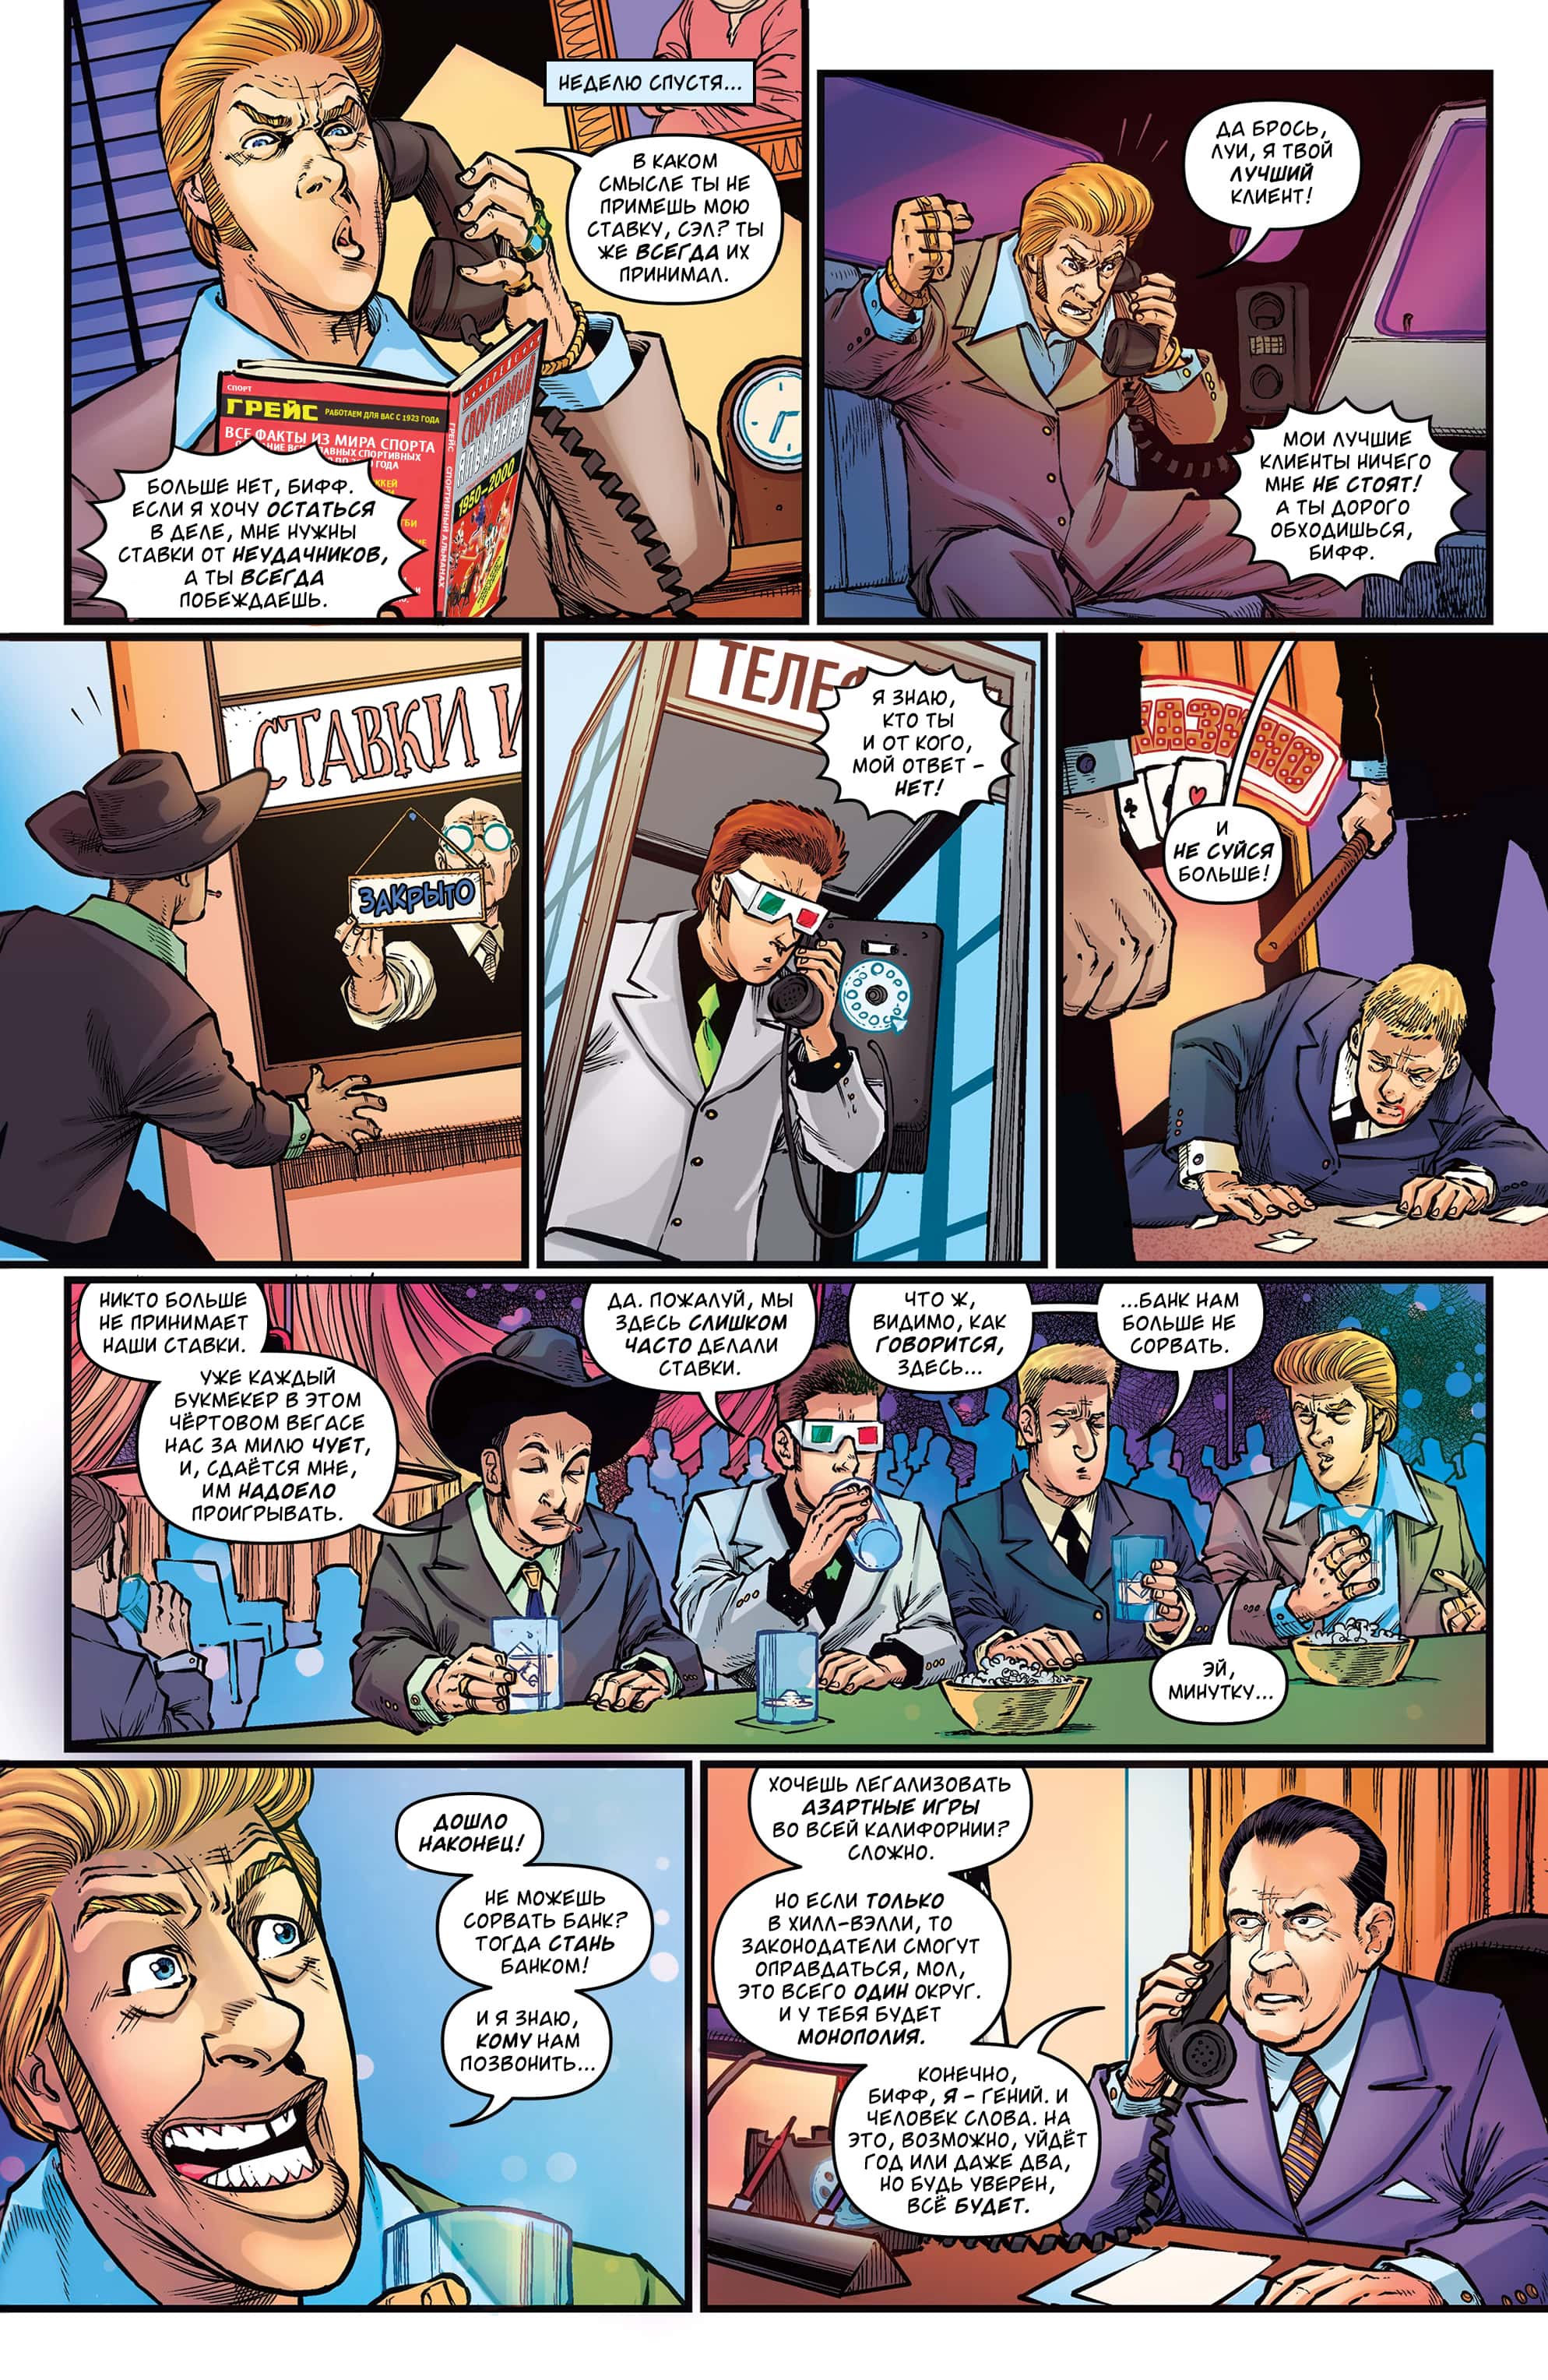 НЕДЕЛЮ СПУСТЯ...
В КАКОМ
СМЫСЛЕ ТЫ НЕ
ПРИМЕШЬ МОЮ
СТАВКУ, СЭЛ? ТЫ
ЖЕ ВСЕГДА ИХ
ПРИНИМАЛ.
СПОРТ
ГРЕЙС РАБОТАЕМ ДЛЯ ВАС С 1923 ГОДА
ВСЕ ФАКТЫ ИЗ МИРА СПОРТА
СПОРТИВНЫХ
ГОДА
СПОРТИВНЫЙ
АЛЬМАНАХ
1950-2000
ГРЕЙС СПОРТИВНЫЙ АЛЬМАНАХ
БОЛЬШЕ НЕТ, БИФФ.
ЕСЛИ Я ХОЧУ ОСТАТЬСЯ
В ДЕЛЕ, МНЕ НУЖНЫ
СТАВКИ ОТ НЕУДАЧНИКОВ,
А ТЫ ВСЕГДА
ПОБЕЖДАЕШЬ.
ДА БРОСЬ,
ЛУИ, Я ТВОЙ
ЛУЧШИЙ
КЛИЕНТ!
МОИ ЛУЧШИЕ
КЛИЕНТЫ НИЧЕГО
МНЕ НЕ СТОЯТ!
А ТЫ ДОРОГО
ОБХОДИШЬСЯ,
БИФФ.
СТАВКИ И
ЗАКРЫТО
ТЕЛЕФ
Я ЗНАЮ,
КТО ТЫ
И ОТ КОГО,
МОЙ ОТВЕТ –
НЕТ!
КАЗИНО
И
НЕ СУЙСЯ
БОЛЬШЕ!
НИКТО БОЛЬШЕ
НЕ ПРИНИМАЕТ
НАШИ СТАВКИ.
УЖЕ КАЖДЫЙ
БУКМЕКЕР В ЭТОМ
ЧЁРТОВОМ ВЕГАСЕ
НАС ЗА МИЛЮ ЧУЕТ,
И, СДАЁТСЯ МНЕ,
ИМ НАДОЕЛО
ПРОИГРЫВАТЬ.
ДА. ПОЖАЛУЙ, МЫ
ЗДЕСЬ СЛИШКОМ
ЧАСТО ДЕЛАЛИ
СТАВКИ.
ЧТО Ж,
ВИДИМО, КАК
ГОВОРИТСЯ,
ЗДЕСЬ...
...БАНК НАМ
БОЛЬШЕ НЕ
СОРВАТЬ.
ЭЙ,
МИНУТКУ...
ДОШЛО
НАКОНЕЦ!
НЕ МОЖЕШЬ
СОРВАТЬ БАНК?
ТОГДА СТАНЬ
БАНКОМ!
И Я ЗНАЮ,
КОМУ НАМ
ПОЗВОНИТЬ...
ХОЧЕШЬ ЛЕГАЛИЗОВАТЬ
АЗАРТНЫЕ ИГРЫ
ВО ВСЕЙ КАЛИФОРНИИ?
СЛОЖНО.
НО ЕСЛИ ТОЛЬКО
В ХИЛЛ-ВЭЛЛИ, ТО
ЗАКОНОДАТЕЛИ СМОГУТ
ОПРАВДАТЬСЯ, МОЛ,
ЭТО ВСЕГО ОДИН ОКРУГ.
И У ТЕБЯ БУДЕТ
МОНОПОЛИЯ.
КОНЕЧНО,
БИФФ, Я – ГЕНИЙ. И
ЧЕЛОВЕК СЛОВА. НА
ЭТО, ВОЗМОЖНО, УЙДЁТ
ГОД ИЛИ ДАЖЕ ДВА,
НО БУДЬ УВЕРЕН,
ВСЁ БУДЕТ.